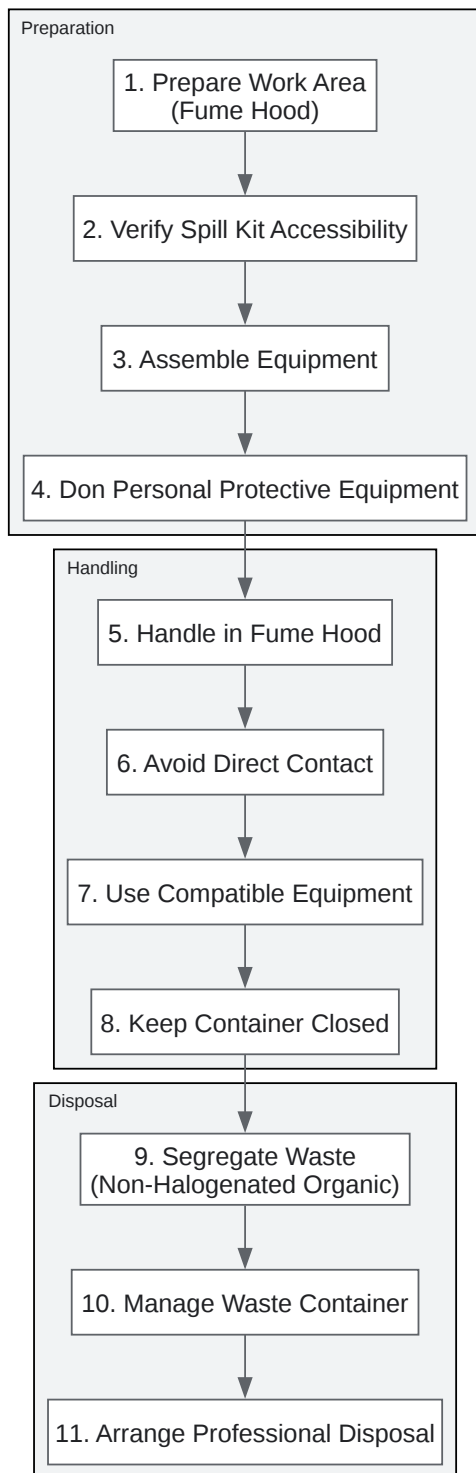 Preparation
1. Prepare Work Area
(Fume Hood)
2. Verify Spill Kit Accessibility
3. Assemble Equipment
4. Don Personal Protective Equipment
Handling
5. Handle in Fume Hood
6. Avoid Direct Contact
7. Use Compatible Equipment
8. Keep Container Closed
Disposal
9. Segregate Waste
(Non-Halogenated Organic)
10. Manage Waste Container
11. Arrange Professional Disposal